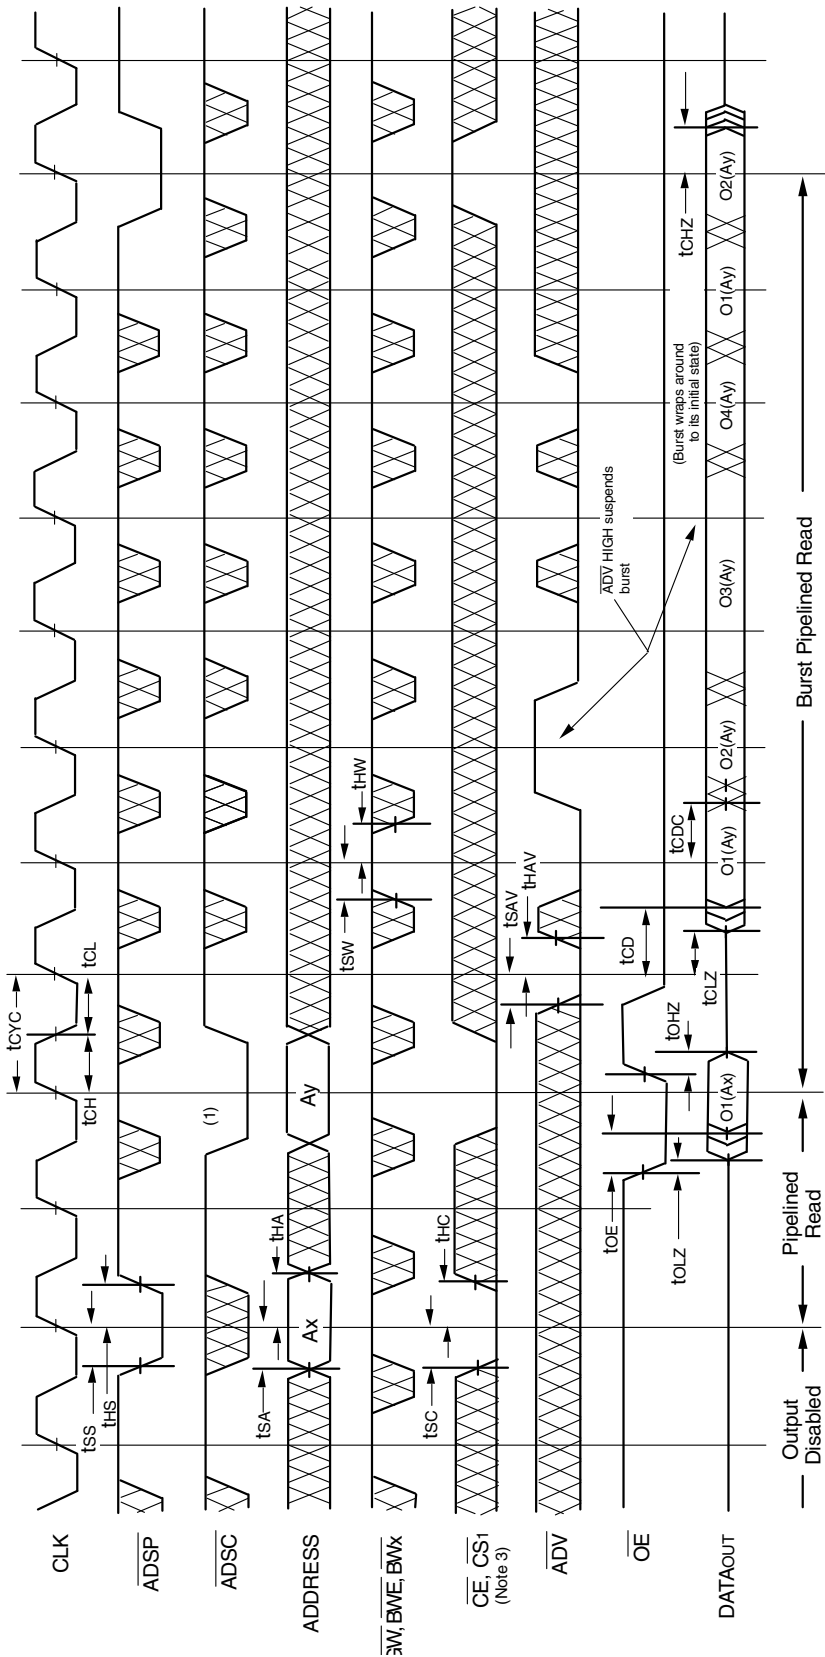 CLK
tCYC
tCH
tCL
ADSP
tSS
tHS
ADSC
(1)
ADDRESS
tSA
tHA
Ax
Ay
GW, BWE, BWx
tSW
tHW
CE, CS1
(Note 3)
tSC
tHC
ADV
tSAV
tHAV
ADV HIGH suspends
burst
OE
tOE
tOLZ
tOHZ
tCD
tCLZ
tCDC
(Burst wraps around
to its initial state)
tCHZ
DATAOUT
O1(Ax)
O1(Ay)
O2(Ay)
O3(Ay)
O4(Ay)
O1(Ay)
O2(Ay)
Output
Disabled
Pipelined
Read
Burst Pipelined Read